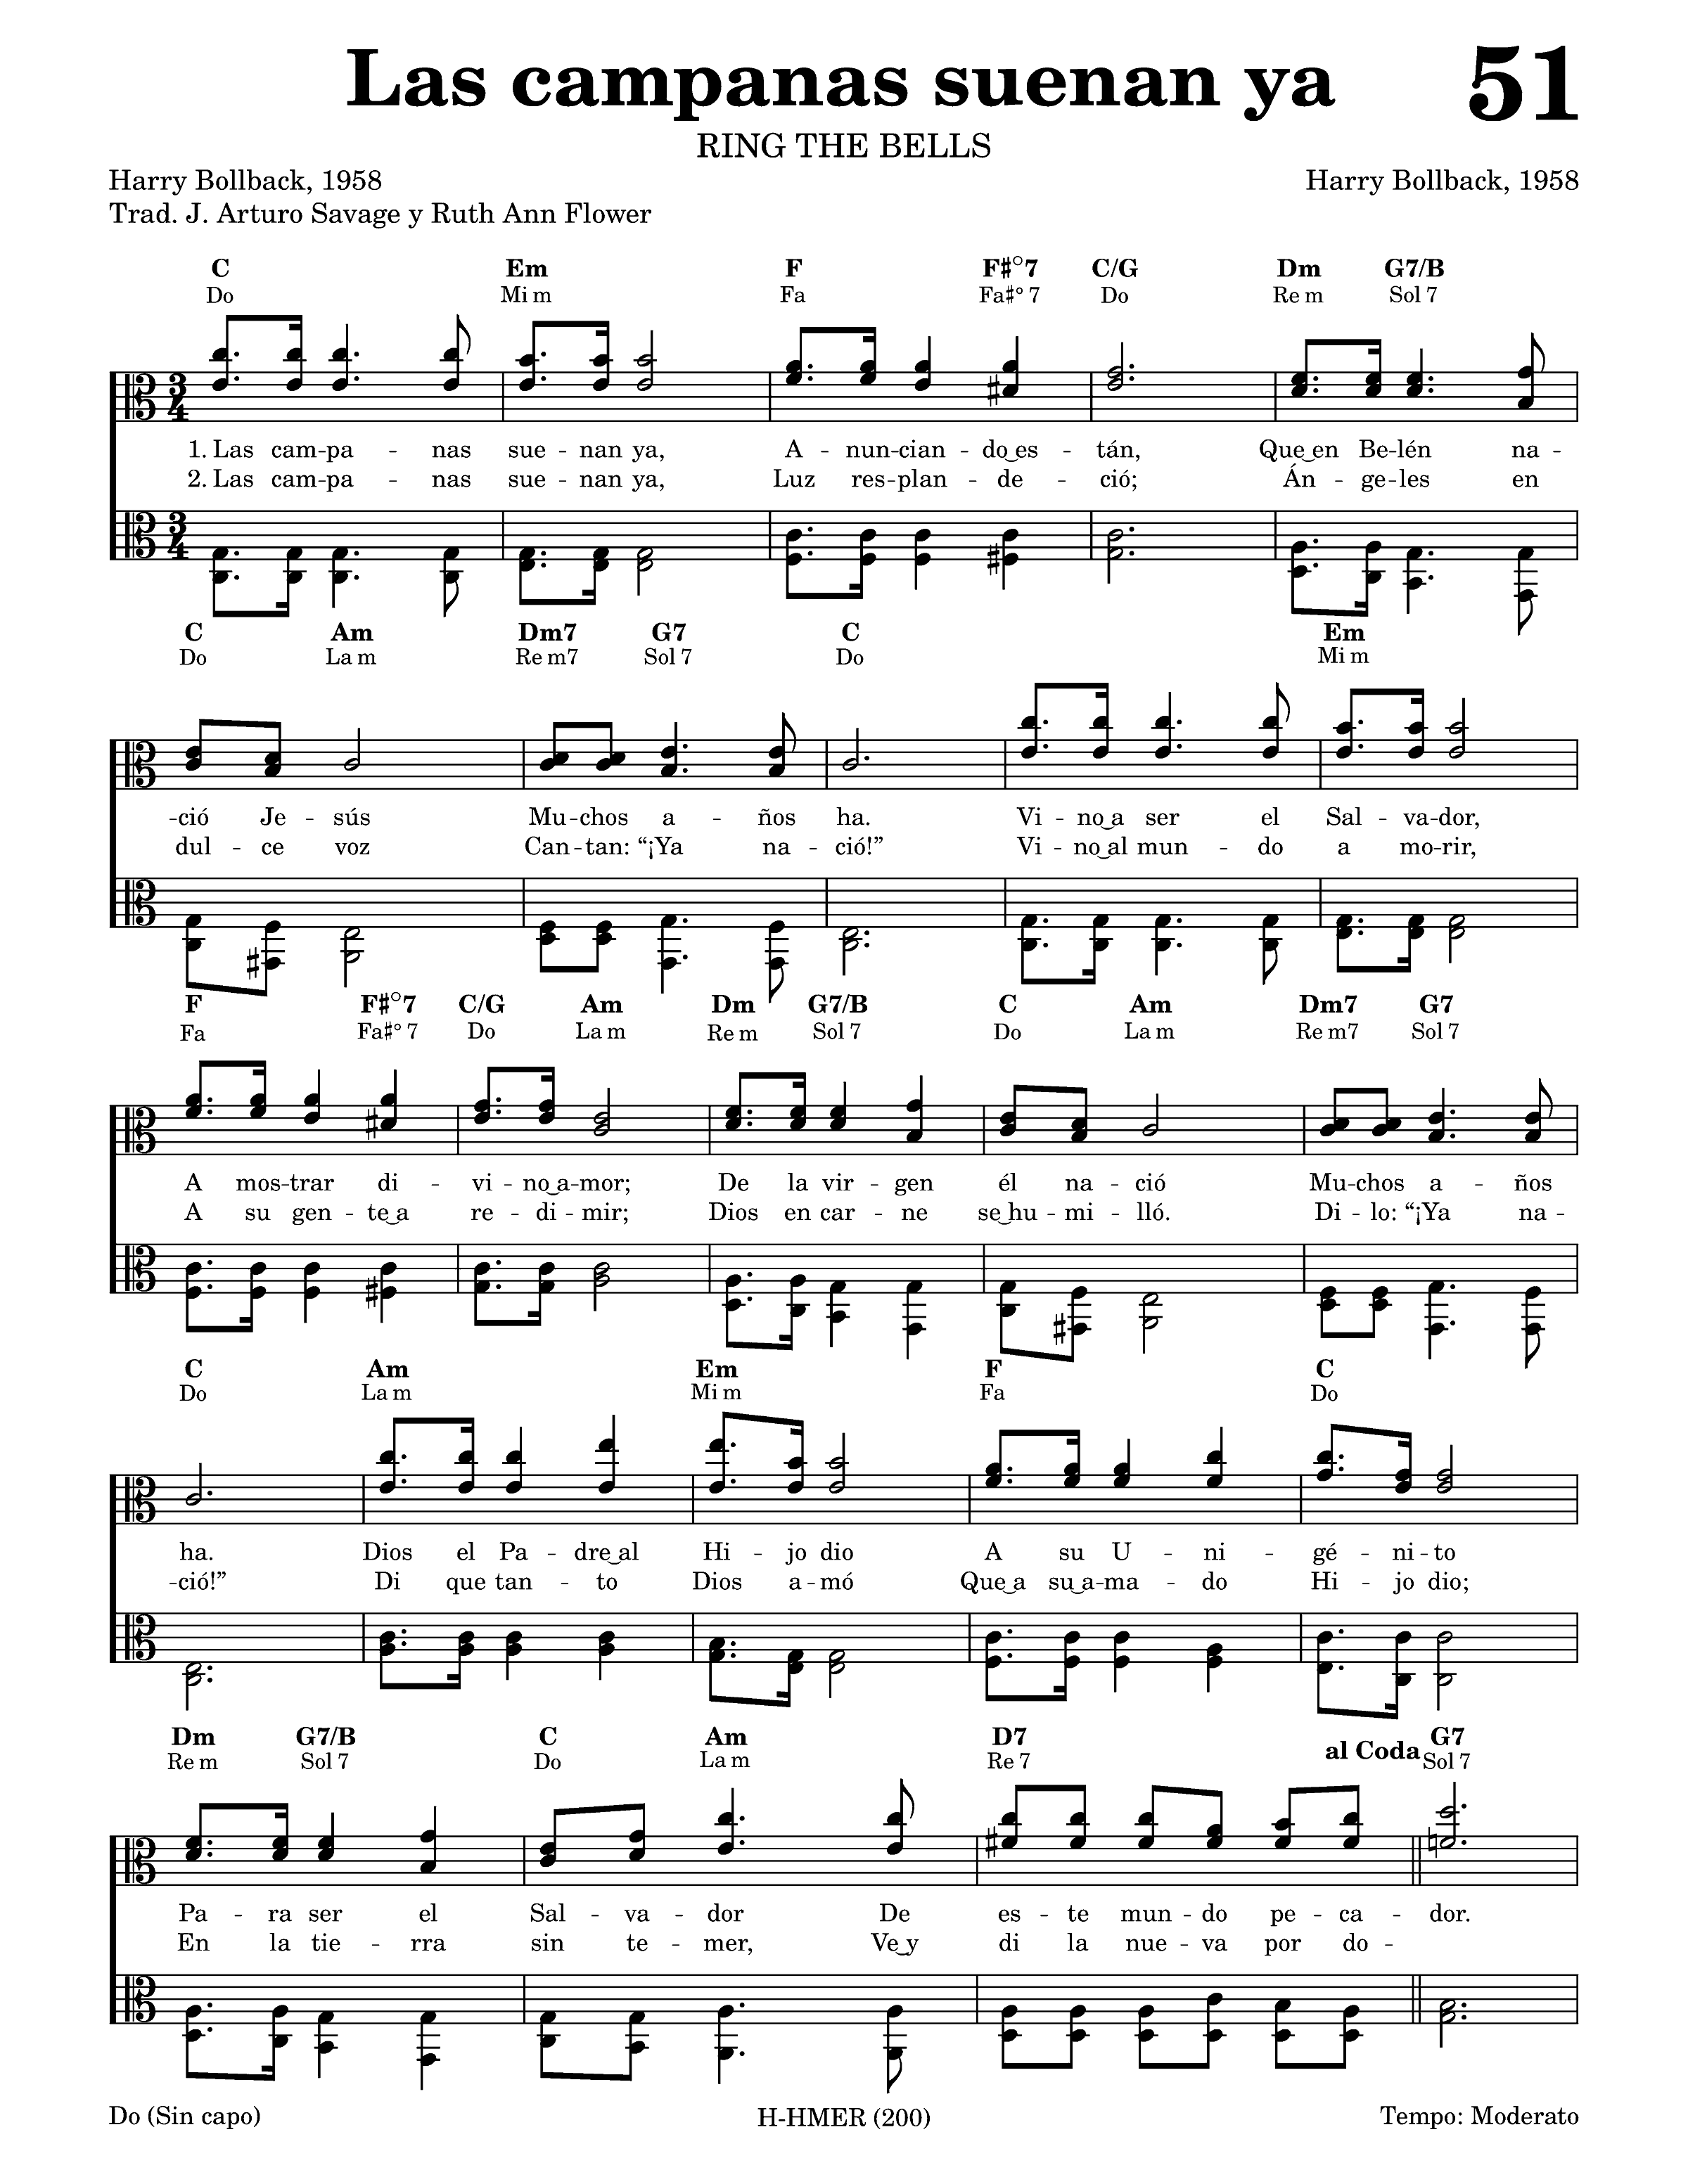 Las campanas suenan ya 51
RING THE BELLS
Harry Bollback, 1958 Harry Bollback, 1958
Trad. J. Arturo Savage y Ruth Ann Flower
C Em F F#°7 C/G Dm G7/B
Do Mi m Fa Fa#° 7 Do Re m Sol 7
3 4
1. Las cam -- pa -- nas sue -- nan ya, A -- nun -- cian -- do es -- tán, Que en Be -- lén na --
2. Las cam -- pa -- nas sue -- nan ya, Luz res -- plan -- de -- ció; Án -- ge -- les en
3 4
C Am Dm7 G7 C Em
Do La m Re m7 Sol 7 Do Mi m
-- ció Je -- sús Mu -- chos a -- ños ha. Vi -- no a ser el Sal -- va -- dor,
dul -- ce voz Can -- tan: “¡Ya na -- ció!” Vi -- no al mun -- do a mo -- rir,
F F#°7 C/G Am Dm G7/B C Am Dm7 G7
Fa Fa#° 7 Do La m Re m Sol 7 Do La m Re m7 Sol 7
A mos -- trar di -- vi -- no a -- mor; De la vir -- gen él na -- ció Mu -- chos a -- ños
A su gen -- te a re -- di -- mir; Dios en car -- ne se hu -- mi -- lló. Di -- lo: “¡Ya na --
C Am Em F C
Do La m Mi m Fa Do
ha. Dios el Pa -- dre al Hi -- jo dio A su U -- ni -- gé -- ni -- to
-- ció!” Di que tan -- to Dios a -- mó Que a su a -- ma -- do Hi -- jo dio;
Dm G7/B C Am D7 al Coda G7
Re m Sol 7 Do La m Re 7 Sol 7
Pa -- ra ser el Sal -- va -- dor De es -- te mun -- do pe -- ca -- dor.
En la tie -- rra sin te -- mer, Ve y di la nue -- va por do --
Do (Sin capo) H-HMER (200) Tempo: Moderato